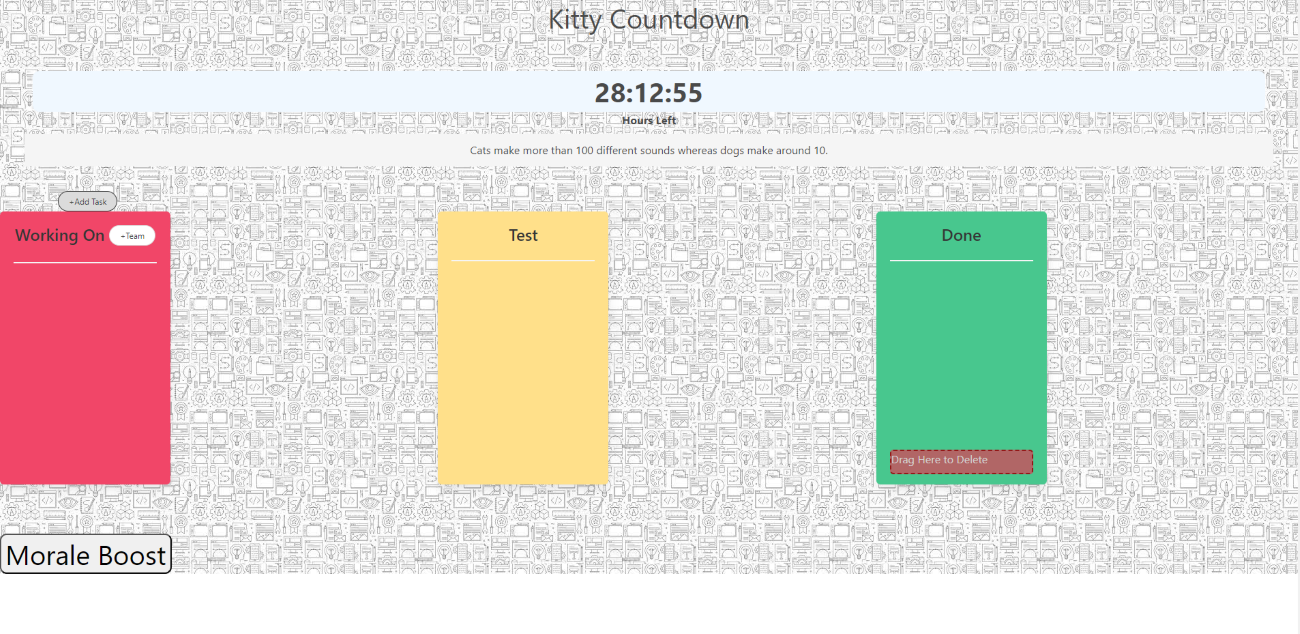 Kitty Countdown
28:12:55
Hours Left
Cats make more than 100 different sounds whereas dogs make around 10.
+Add Task
Working On +Team
Test
Done
Drag Here to Delete
Morale Boost